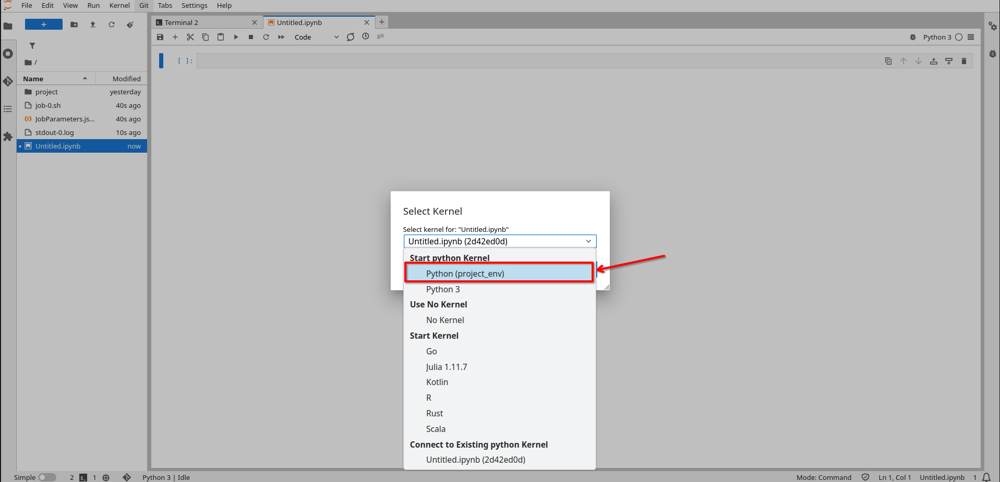 File Edit View Run Kernel Git Tabs Settings Help
+
Terminal 2
Untitled.ipynb
+
Code
git
Python 3
/
[ ]:
Name Modified
project yesterday
job-0.sh 40s ago
JobParameters.js... 40s ago
stdout-0.log 10s ago
Untitled.ipynb now
Select Kernel
Select kernel for: "Untitled.ipynb"
Untitled.ipynb (2d42ed0d)
Start python Kernel
Python (project_env)
Python 3
Use No Kernel
No Kernel
Start Kernel
Go
Julia 1.11.7
Kotlin
R
Rust
Scala
Connect to Existing python Kernel
Untitled.ipynb (2d42ed0d)
Simple 2 $_ 1 Python 3 | Idle Mode: Command Ln 1, Col 1 Untitled.ipynb 1